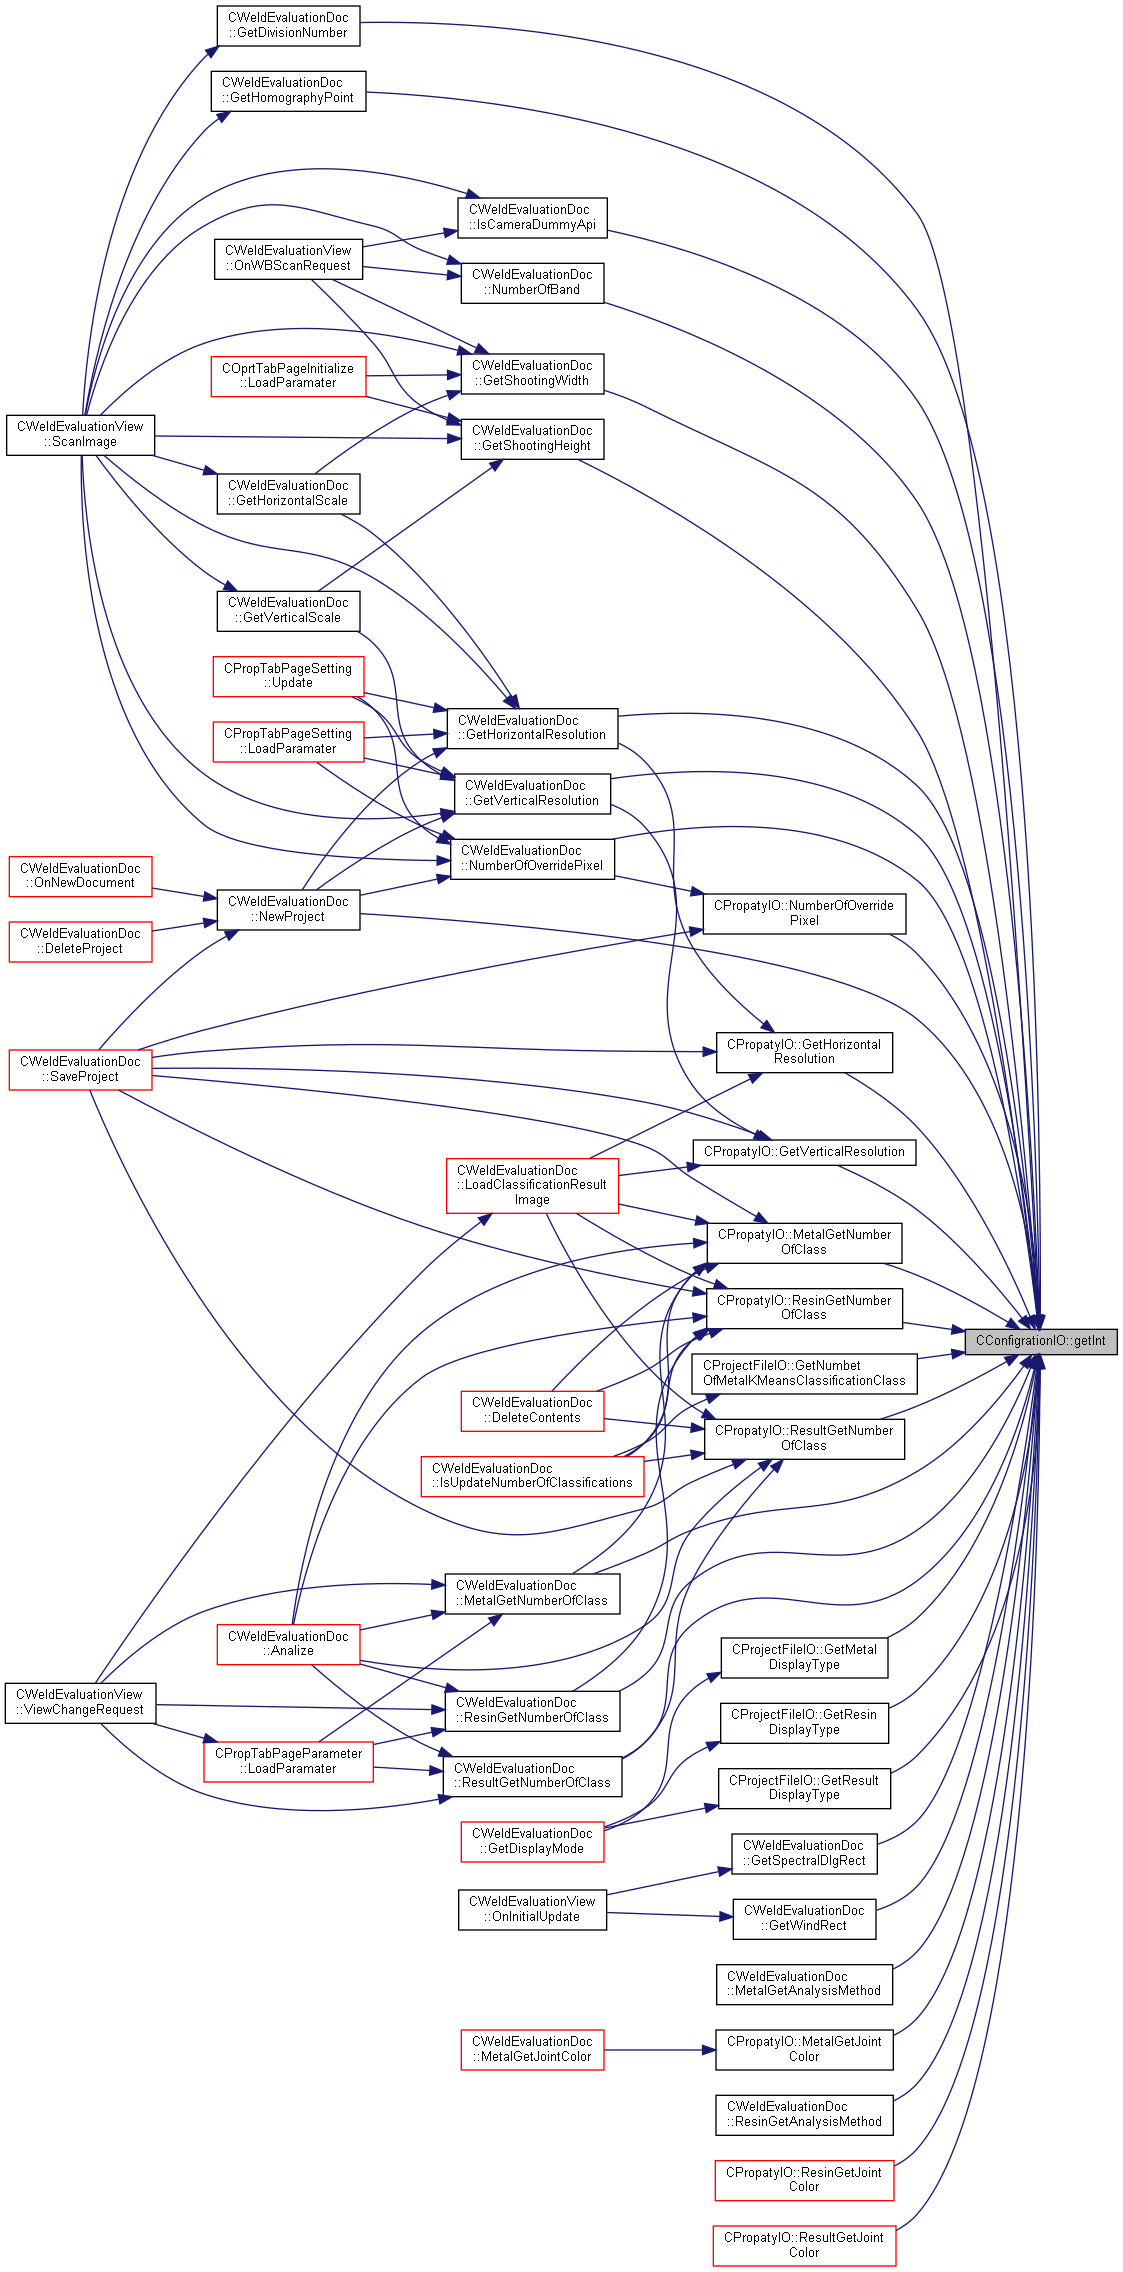 CWeldEvaluationDoc
::GetDivisionNumber
CWeldEvaluationDoc
::GetHomographyPoint
CWeldEvaluationDoc
::IsCameraDummyApi
CWeldEvaluationView
::OnWBScanRequest
CWeldEvaluationDoc
::NumberOfBand
CWeldEvaluationDoc
::GetShootingWidth
COprtTabPageInitialize
::LoadParamater
CWeldEvaluationView
::ScanImage
CWeldEvaluationDoc
::GetShootingHeight
CWeldEvaluationDoc
::GetHorizontalScale
CWeldEvaluationDoc
::GetVerticalScale
CPropTabPageSetting
::Update
CWeldEvaluationDoc
::GetHorizontalResolution
CPropTabPageSetting
::LoadParamater
CWeldEvaluationDoc
::GetVerticalResolution
CWeldEvaluationDoc
::NumberOfOverridePixel
CWeldEvaluationDoc
::OnNewDocument
CWeldEvaluationDoc
::NewProject
CPropatyIO::NumberOfOverride
Pixel
CWeldEvaluationDoc
::DeleteProject
CWeldEvaluationDoc
::SaveProject
CPropatyIO::GetHorizontal
Resolution
CPropatyIO::GetVerticalResolution
CWeldEvaluationDoc
::LoadClassificationResult
Image
CPropatyIO::MetalGetNumber
OfClass
CPropatyIO::ResinGetNumber
OfClass
CConfigrationIO::getInt
CProjectFileIO::GetNumbet
OfMetalKMeansClassificationClass
CWeldEvaluationDoc
::DeleteContents
CPropatyIO::ResultGetNumber
OfClass
CWeldEvaluationDoc
::IsUpdateNumberOfClassifications
CWeldEvaluationDoc
::MetalGetNumberOfClass
CWeldEvaluationDoc
::Analize
CProjectFileIO::GetMetal
DisplayType
CWeldEvaluationView
::ViewChangeRequest
CWeldEvaluationDoc
::ResinGetNumberOfClass
CProjectFileIO::GetResin
DisplayType
CPropTabPageParameter
::LoadParamater
CWeldEvaluationDoc
::ResultGetNumberOfClass
CProjectFileIO::GetResult
DisplayType
CWeldEvaluationDoc
::GetDisplayMode
CWeldEvaluationDoc
::GetSpectralDlgRect
CWeldEvaluationView
::OnInitialUpdate
CWeldEvaluationDoc
::GetWindRect
CWeldEvaluationDoc
::MetalGetAnalysisMethod
CWeldEvaluationDoc
::MetalGetJointColor
CPropatyIO::MetalGetJoint
Color
CWeldEvaluationDoc
::ResinGetAnalysisMethod
CPropatyIO::ResinGetJoint
Color
CPropatyIO::ResultGetJoint
Color